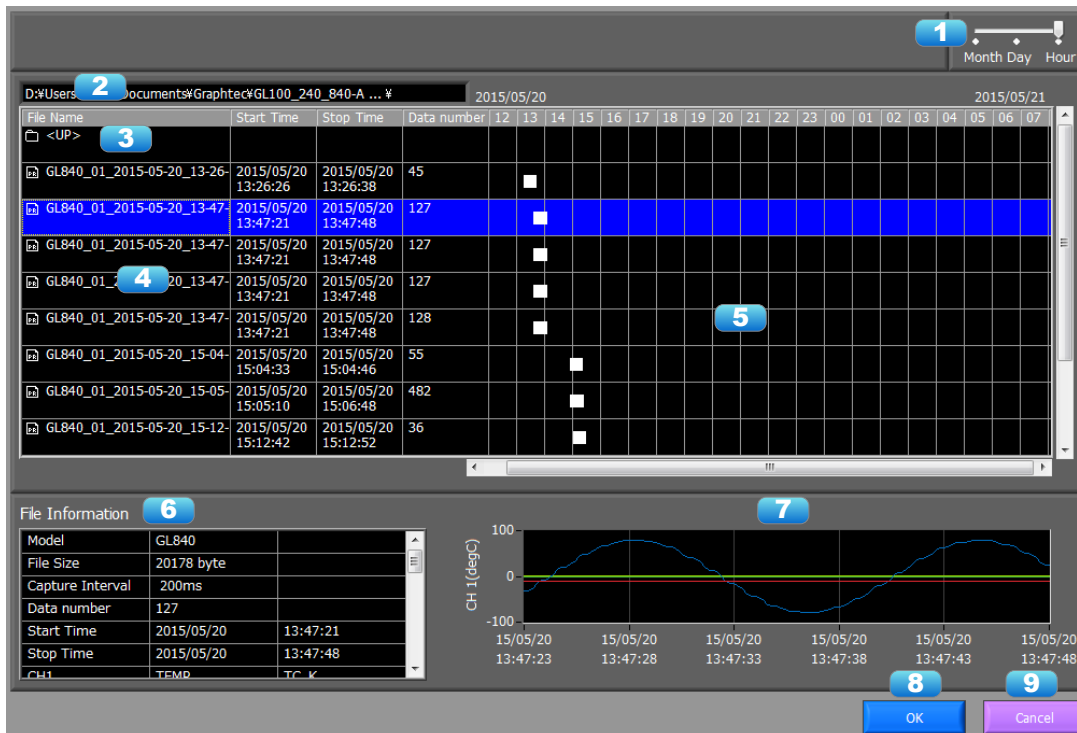 1
Month Day Hour
D:¥Users 2 ocuments¥Graphtec¥GL100_240_840-A ... ¥
2015/05/20 2015/05/21
File Name Start Time Stop Time Data number 12 13 14 15 16 17 18 19 20 21 22 23 00 01 02 03 04 05 06 07
<UP> 3
GL840_01_2015-05-20_13-26- 2015/05/20 2015/05/20 45
13:26:26 13:26:38
GL840_01_2015-05-20_13-47- 2015/05/20 2015/05/20 127
13:47:21 13:47:48
GL840_01_2015-05-20_13-47- 2015/05/20 2015/05/20 127
13:47:21 13:47:48
GL840_01_ 4 20_13-47- 2015/05/20 2015/05/20 127
13:47:21 13:47:48
5
GL840_01_2015-05-20_13-47- 2015/05/20 2015/05/20 128
13:47:21 13:47:48
GL840_01_2015-05-20_15-04- 2015/05/20 2015/05/20 55
15:04:33 15:04:46
GL840_01_2015-05-20_15-05- 2015/05/20 2015/05/20 482
15:05:10 15:06:48
GL840_01_2015-05-20_15-12- 2015/05/20 2015/05/20 36
15:12:42 15:12:52
File Information 6
Model GL840
File Size 20178 byte
Capture Interval 200ms
Data number 127
Start Time 2015/05/20 13:47:21
Stop Time 2015/05/20 13:47:48
CH1 TEMP TC_K
7
CH 1(degC)
100
0
-100
15/05/20 15/05/20 15/05/20 15/05/20 15/05/20 15/05/20
13:47:23 13:47:28 13:47:33 13:47:38 13:47:43 13:47:48
8 9
OK Cancel